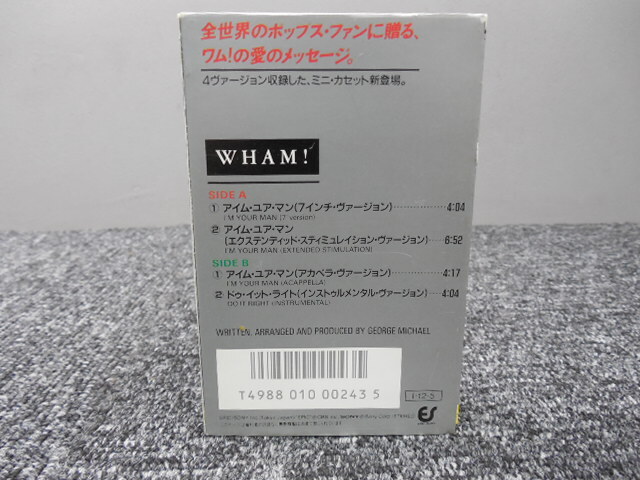 全世界のポップス・ファンに贈る、
ワム!の愛のメッセージ。
4ヴァージョン収録した、ミニ・カセット新登場。
WHAM!
SIDE A
① アイム・ユア・マン(7インチ・ヴァージョン)…………… 4:04
I'M YOUR MAN (7" version)
② アイム・ユア・マン
(エクステンディッド・スティミュレイション・ヴァージョン)…… 6:52
I'M YOUR MAN (EXTENDED STIMULATION)
SIDE B
① アイム・ユア・マン(アカペラ・ヴァージョン)…………… 4:17
I'M YOUR MAN (ACAPPELLA)
② ドゥ・イット・ライト(インストゥルメンタル・ヴァージョン)…… 4:04
DO IT RIGHT (INSTRUMENTAL)
WRITTEN, ARRANGED AND PRODUCED BY GEORGE MICHAEL
T4988 010 00243 5
ES